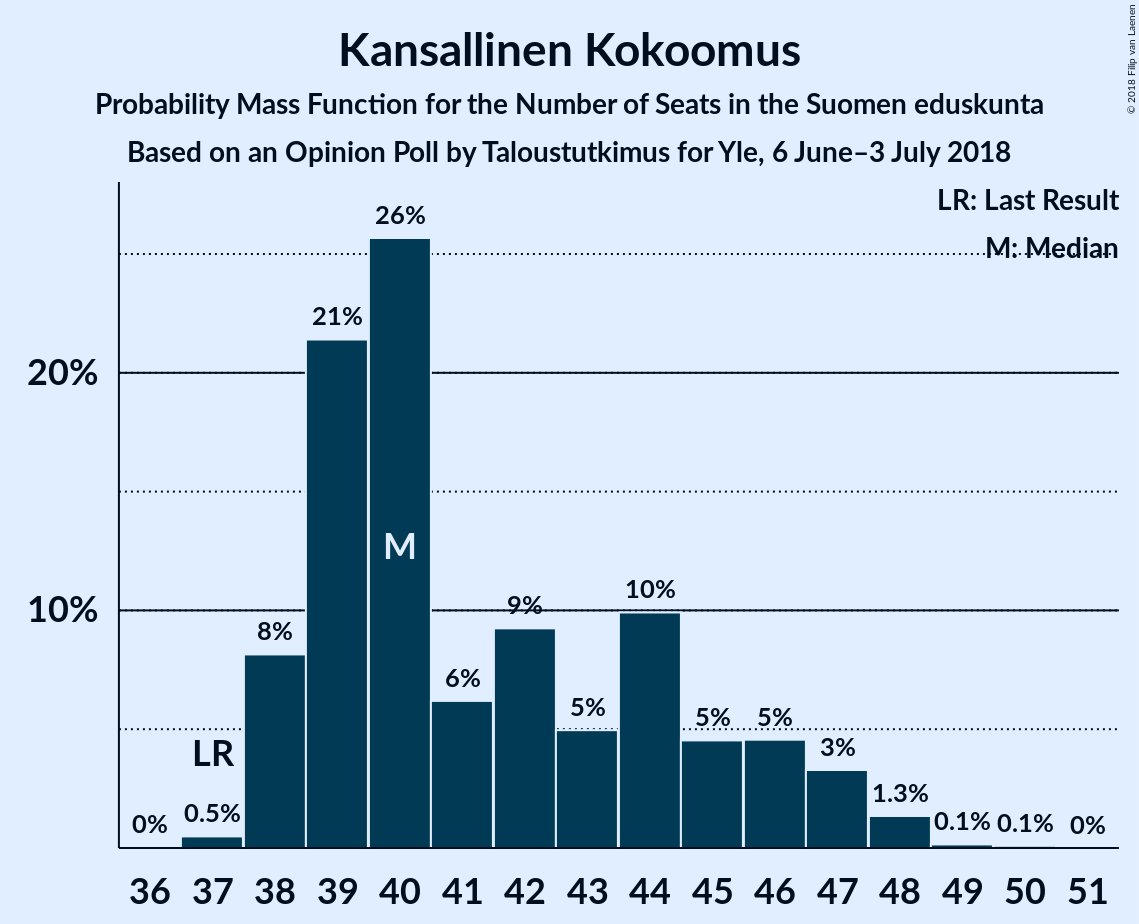 Kansallinen Kokoomus
Probability Mass Function for the Number of Seats in the Suomen eduskunta
Based on an Opinion Poll by Taloustutkimus for Yle, 6 June–3 July 2018
© 2018 Filip van Laenen
LR: Last Result
M: Median
26%
21%
20%
M
10%
10%
9%
8%
6%
5%
5%
5%
LR
3%
1.3%
0%
0.5%
0.1%
0.1%
0%
36 37 38 39 40 41 42 43 44 45 46 47 48 49 50 51